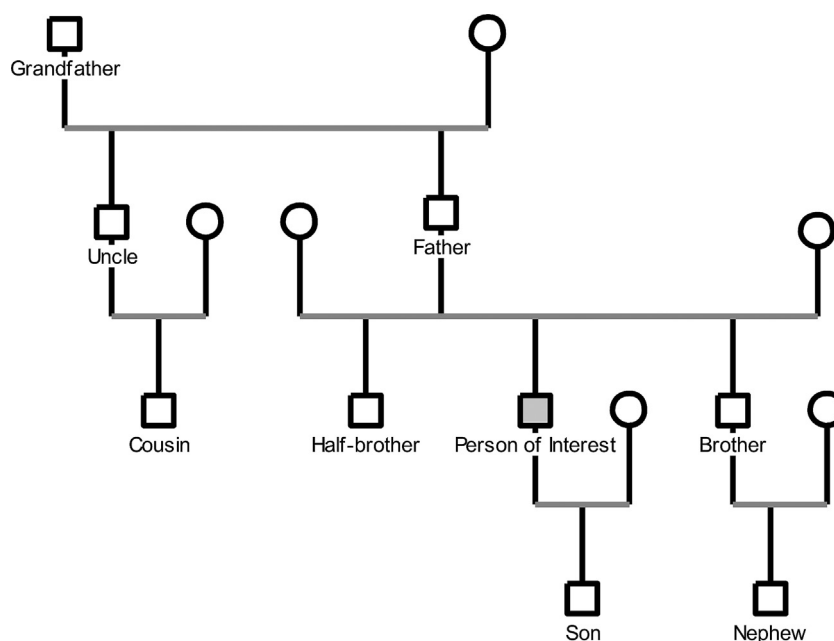 Grandfather
Uncle
Father
Cousin
Half-brother
Person of Interest
Brother
Son
Nephew